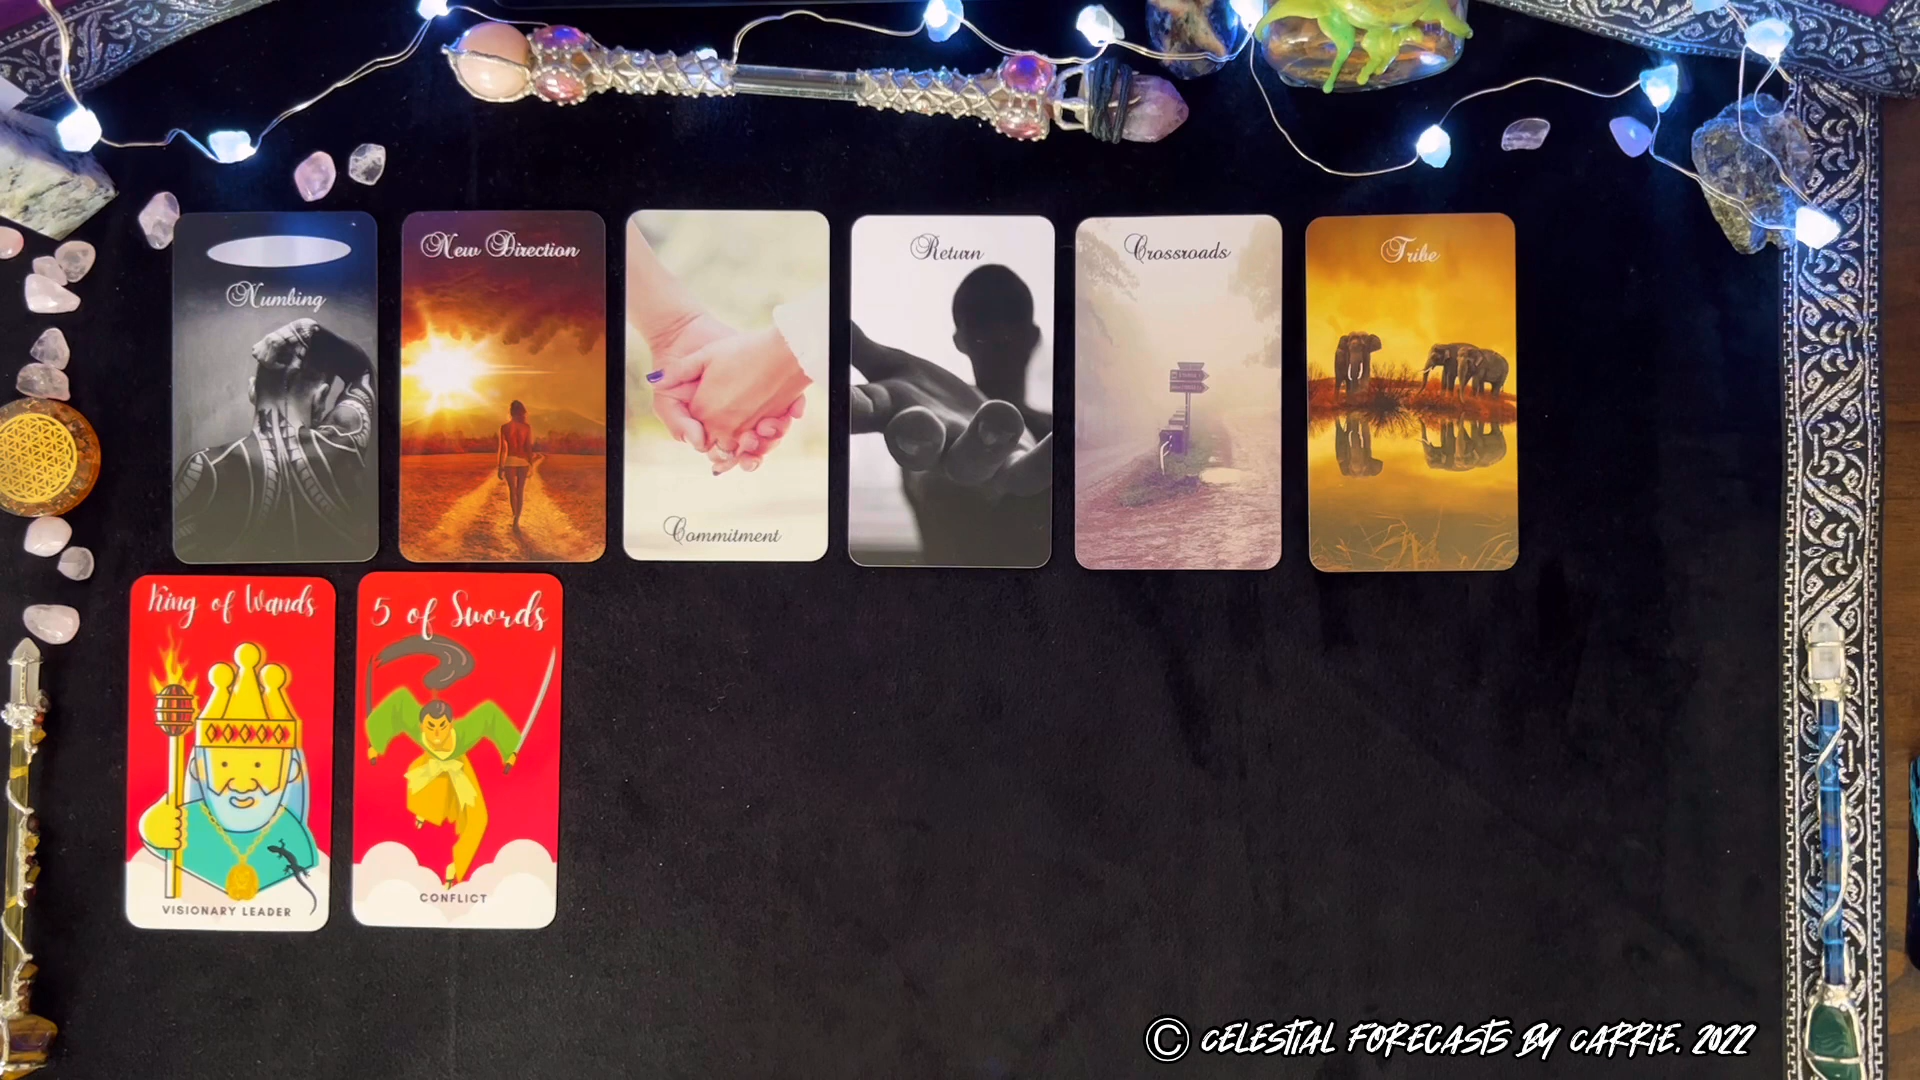 Numbing
New Direction
Commitment
Return
Crossroads
Tribe
King of Wands
VISIONARY LEADER
5 of Swords
CONFLICT
© CELESTIAL FORECASTS BY CARRIE. 2022